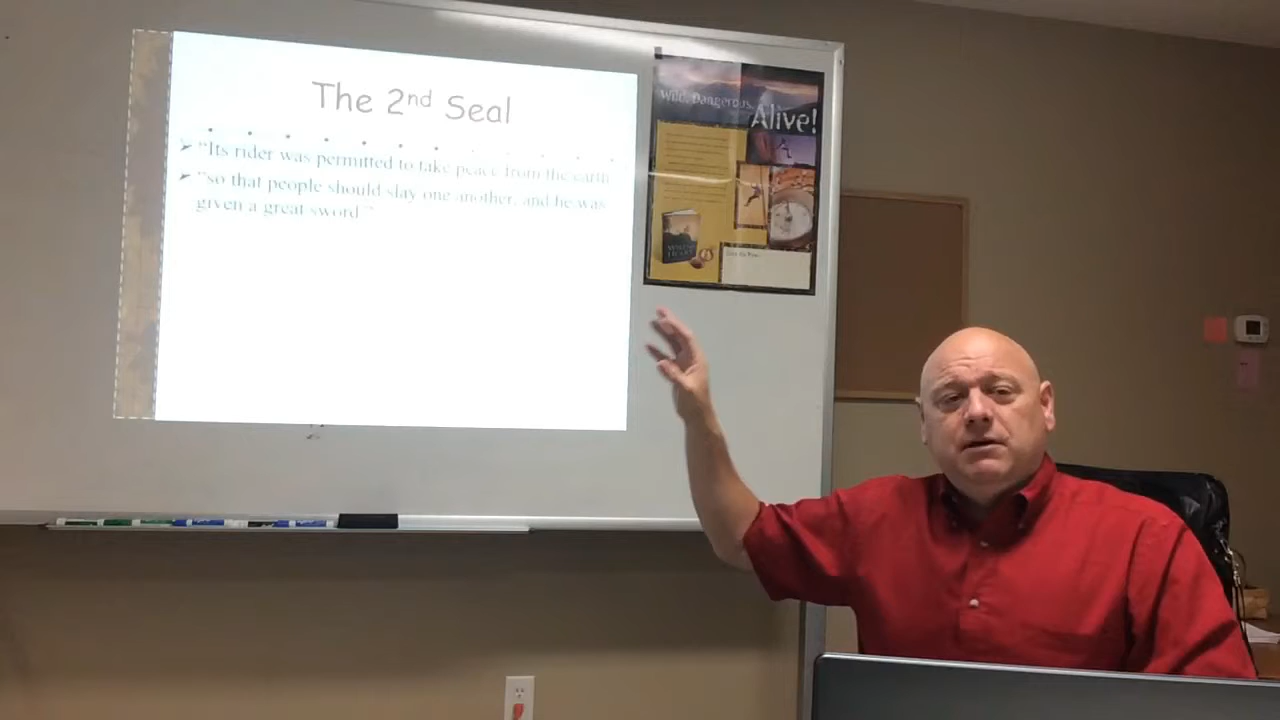 The 2nd Seal
"Its rider was permitted to take peace from the earth
"so that people should slay one another, and he was
given a great sword."
Wild. Dangerous.
Alive!